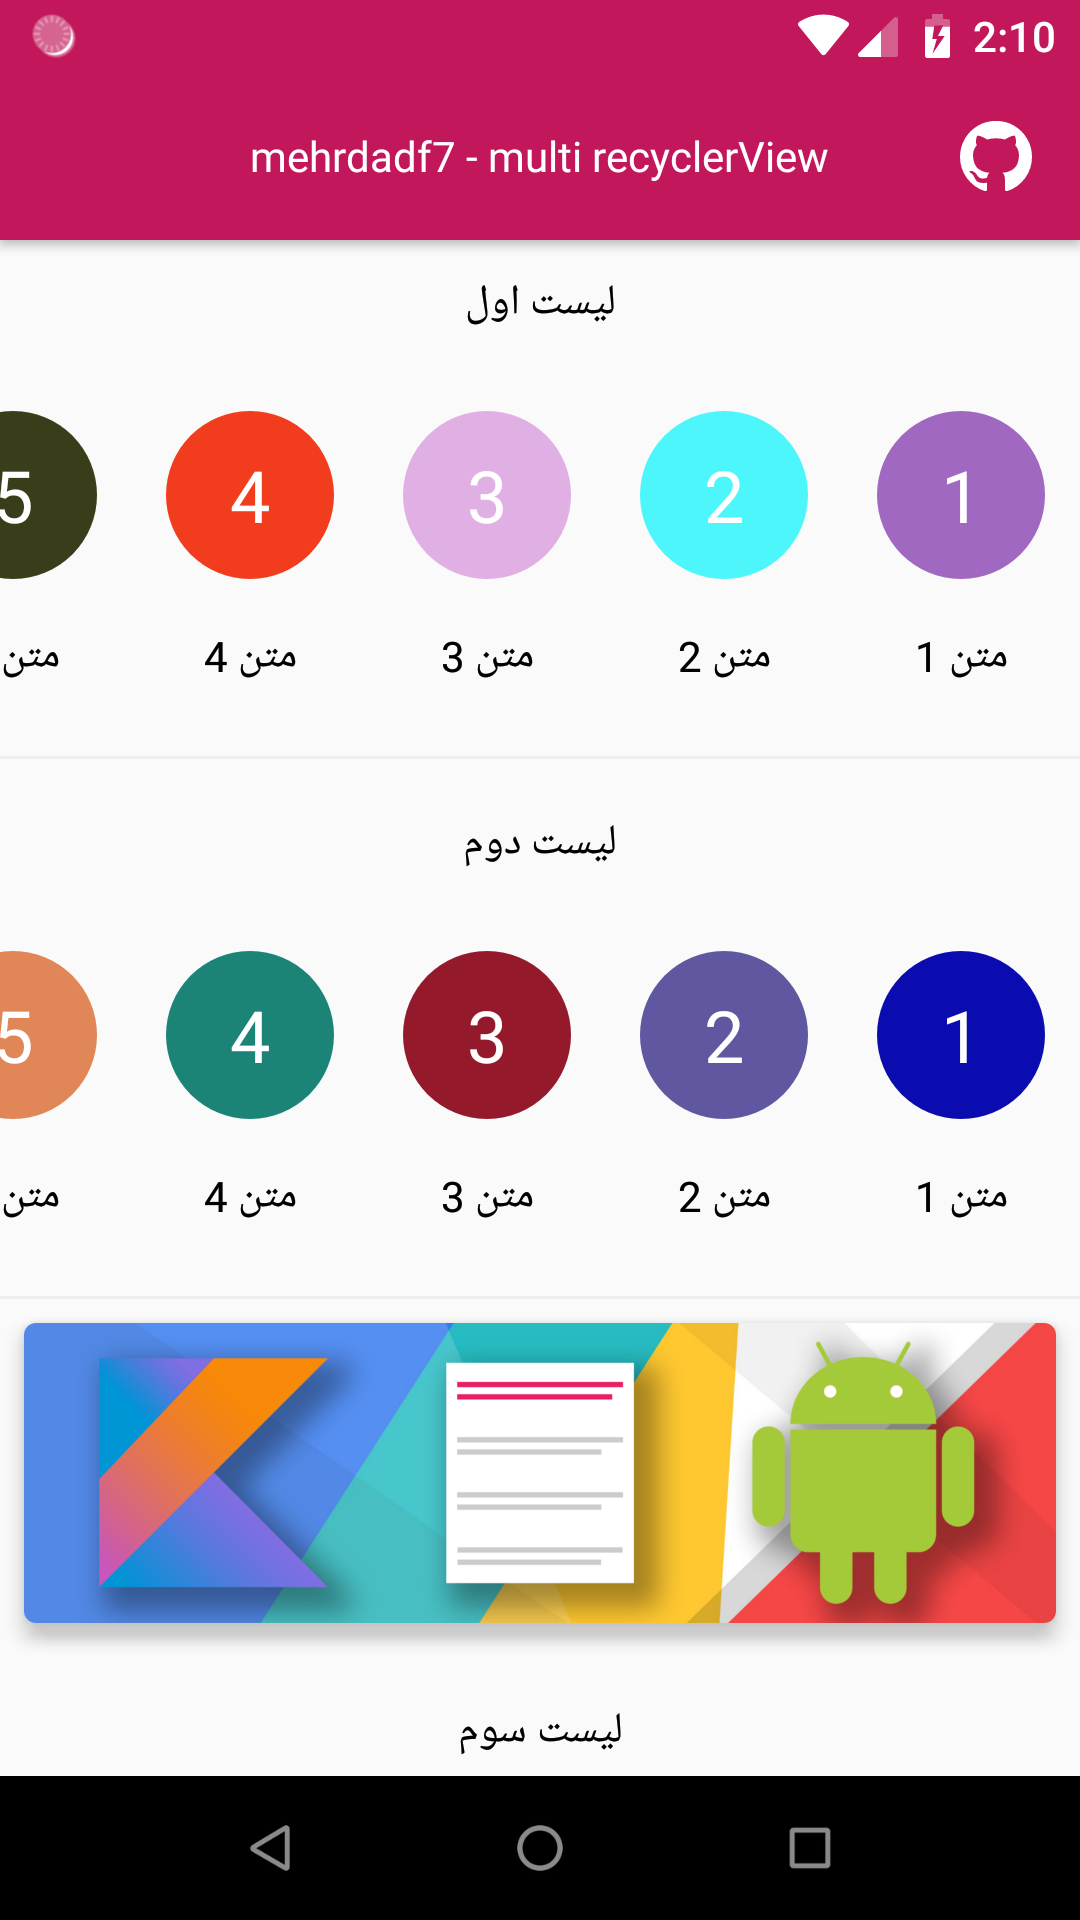 2:10
mehrdadf7 - multi recyclerView
لیست اول
1 2 3 4 5
متن 1 متن 2 متن 3 متن 4 متن
لیست دوم
1 2 3 4 5
متن 1 متن 2 متن 3 متن 4 متن
لیست سوم